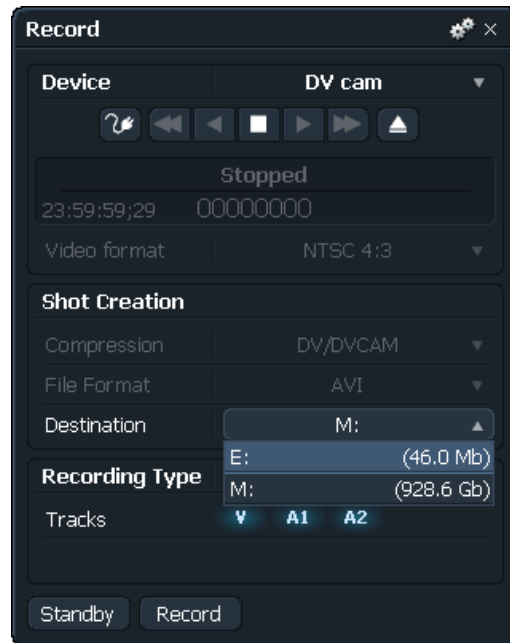 Record
Device DV cam
Stopped
23:59:59;29 00000000
Video format NTSC 4:3
Shot Creation
Compression DV/DVCAM
File Format AVI
Destination M:
E: (46.0 Mb)
Recording Type
M: (928.6 Gb)
Tracks V A1 A2
Standby Record